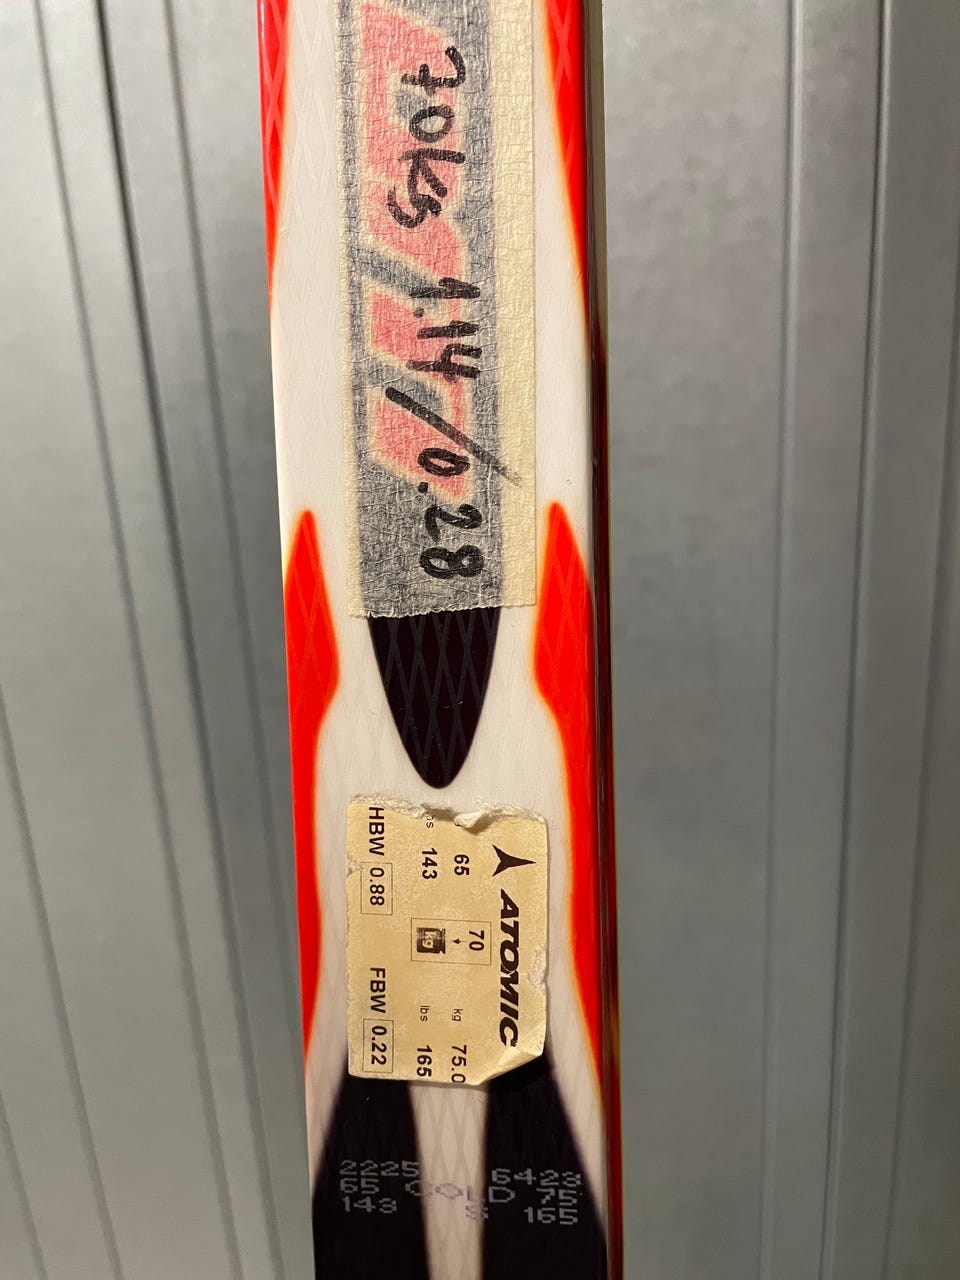 70kg 1.14/0.28
ATOMIC
70
65 kg 75.0
143 kg lbs 165
HBW 0.88 FBW 0.22
2225 6423
65 COLD 75
143 S 165